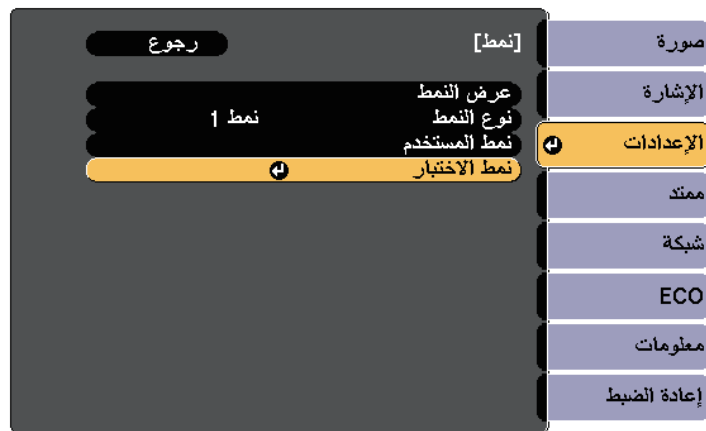 صورة
الإشارة
الإعدادات
ممتد
شبكة
ECO
معلومات
إعادة الضبط
[نمط] رجوع
عرض النمط
نوع النمط نمط 1
نمط المستخدم
نمط الاختبار